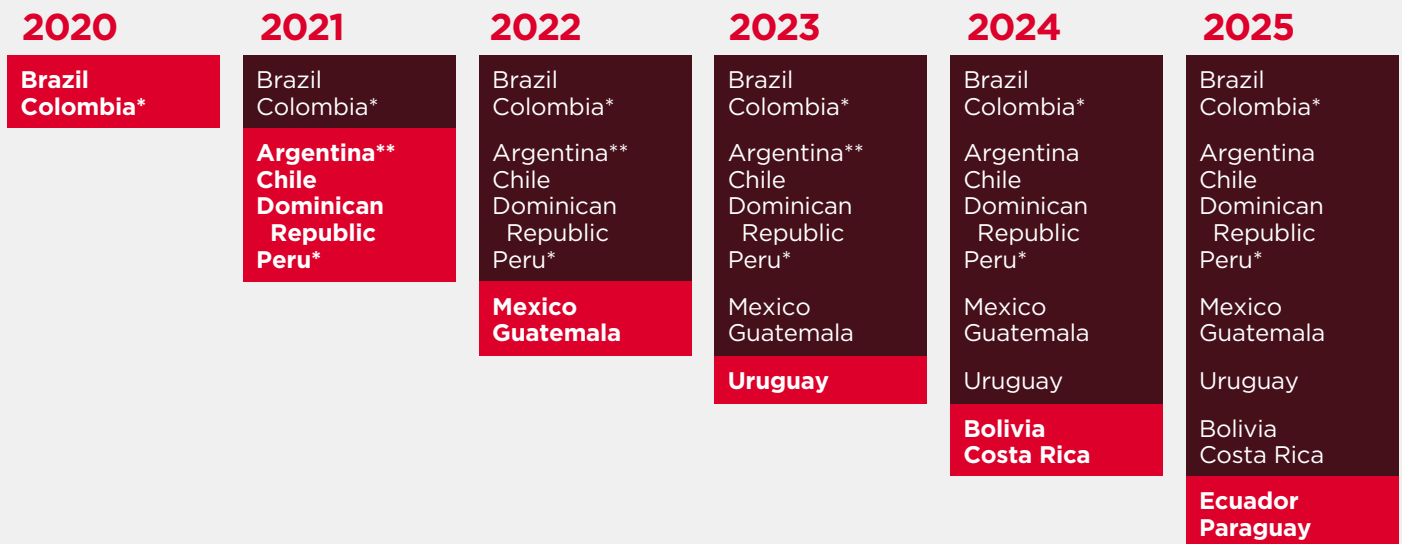 2020
Brazil
Colombia*
2021
Brazil
Colombia*
Argentina**
Chile
Dominican
Republic
Peru*
2022
Brazil
Colombia*
Argentina**
Chile
Dominican
Republic
Peru*
Mexico
Guatemala
2023
Brazil
Colombia*
Argentina**
Chile
Dominican
Republic
Peru*
Mexico
Guatemala
Uruguay
2024
Brazil
Colombia*
Argentina
Chile
Dominican
Republic
Peru*
Mexico
Guatemala
Uruguay
Bolivia
Costa Rica
2025
Brazil
Colombia*
Argentina
Chile
Dominican
Republic
Peru*
Mexico
Guatemala
Uruguay
Bolivia
Costa Rica
Ecuador
Paraguay